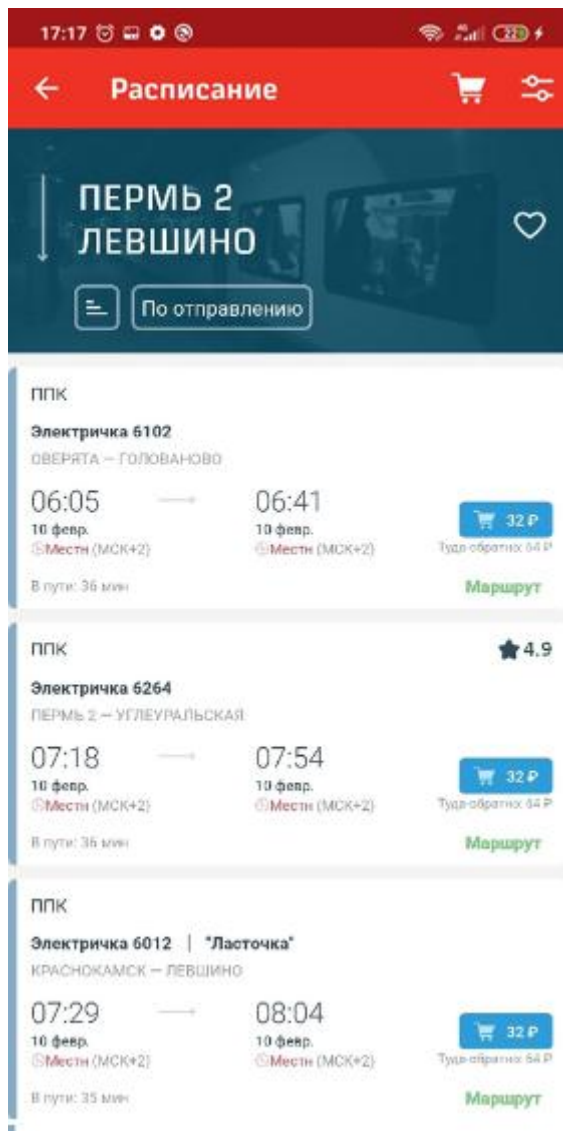 17:17
22
Расписание
ПЕРМЬ 2
ЛЕВШИНО
По отправлению
ППК
Электричка 6102
ОВЕРЯТА — ГОЛОВАНОВО
06:05 06:41
10 февр. 10 февр.
Местн (МСК+2) Местн (МСК+2)
32 ₽
Туда-обратно: 64 ₽
В пути: 36 мин Маршрут
ППК 4.9
Электричка 6264
ПЕРМЬ 2 — УГЛЕУРАЛЬСКАЯ
07:18 07:54
10 февр. 10 февр.
Местн (МСК+2) Местн (МСК+2)
32 ₽
Туда-обратно: 64 ₽
В пути: 36 мин Маршрут
ППК
Электричка 6012 | "Ласточка"
КРАСНОКАМСК — ЛЕВШИНО
07:29 08:04
10 февр. 10 февр.
Местн (МСК+2) Местн (МСК+2)
32 ₽
Туда-обратно: 64 ₽
В пути: 35 мин Маршрут